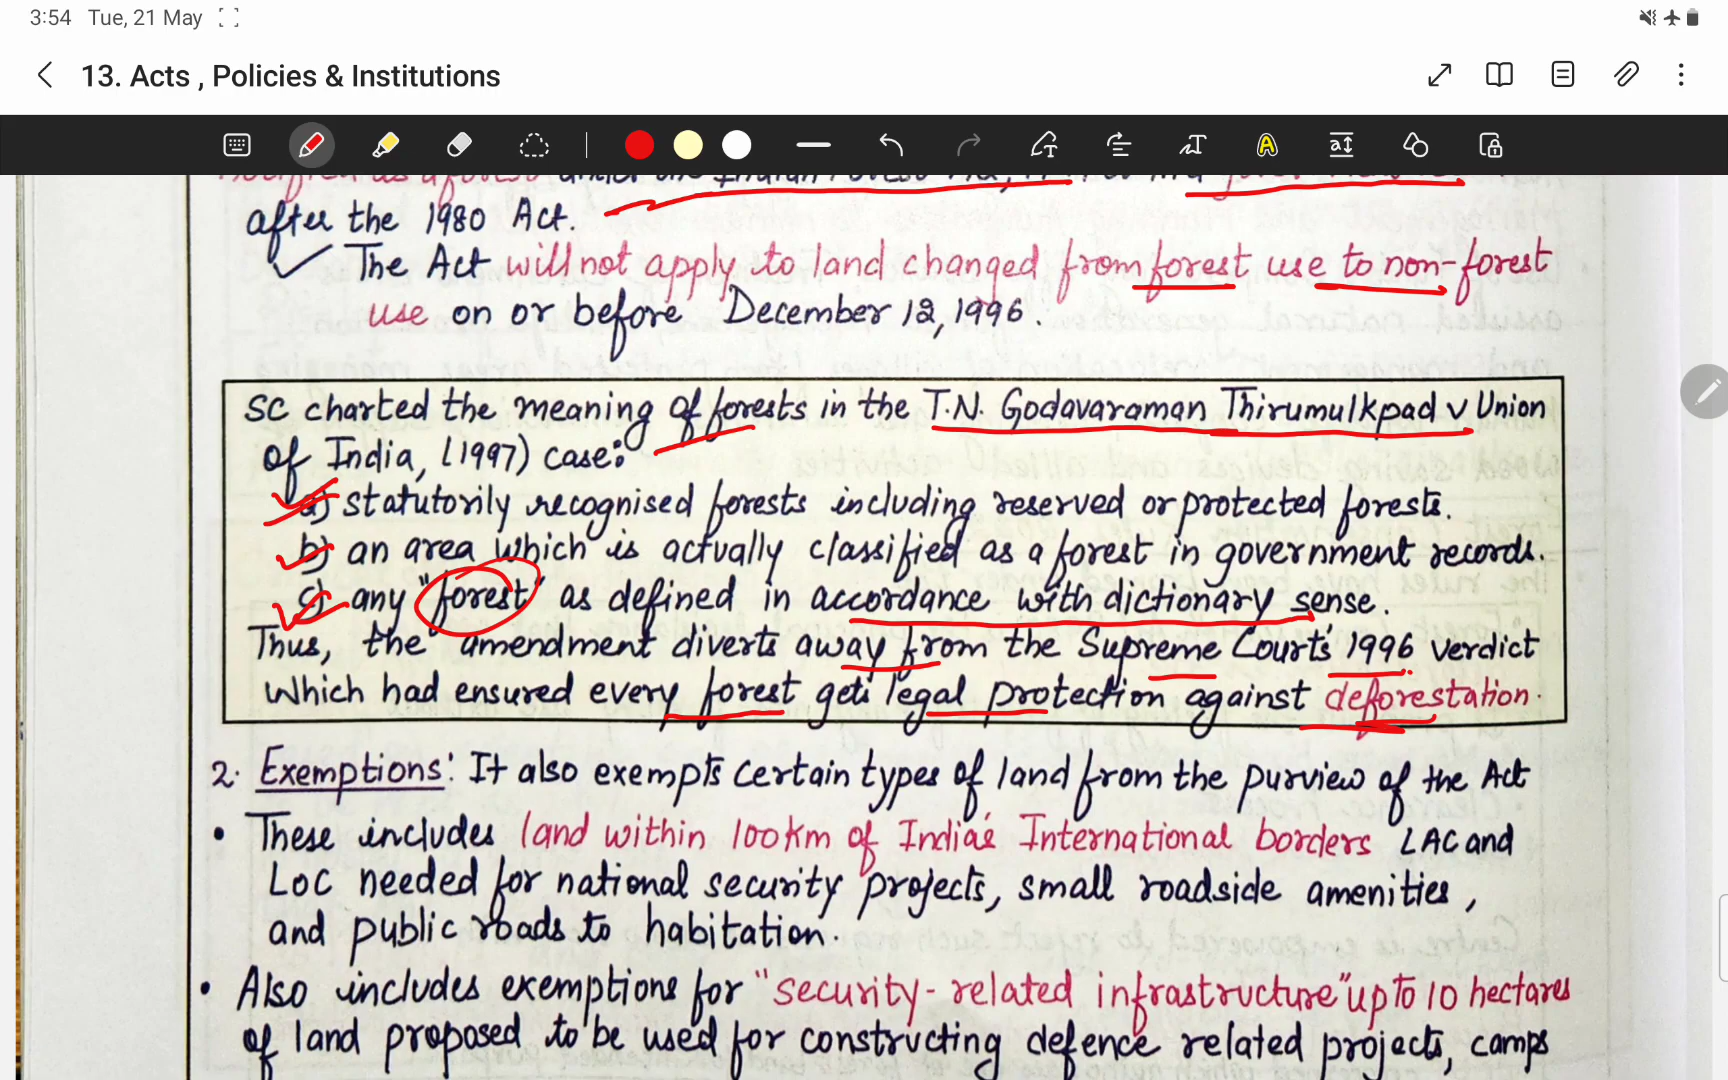 3:54 Tue, 21 May
13. Acts , Policies & Institutions
after the 1980 Act.
The Act will not apply to land changed from forest use to non-forest
use on or before December 12, 1996.
SC charted the meaning of forests in the T.N. Godavaraman Thirumulkpad v Union
of India, (1997) case:
a) statutorily recognised forests including reserved or protected forests.
b) an area which is actually classified as a forest in government records.
c) any "forest" as defined in accordance with dictionary sense.
Thus, the amendment diverts away from the Supreme Court's 1996 verdict
which had ensured every forest gets legal protection against deforestation.
2. Exemptions: It also exempts certain types of land from the purview of the Act
• These includes land within 100km of India's International borders LAC and
LoC needed for national security projects, small roadside amenities,
and public roads to habitation.
• Also includes exemptions for "security-related infrastructure" up to 10 hectares
of land proposed to be used for constructing defence related projects, camps